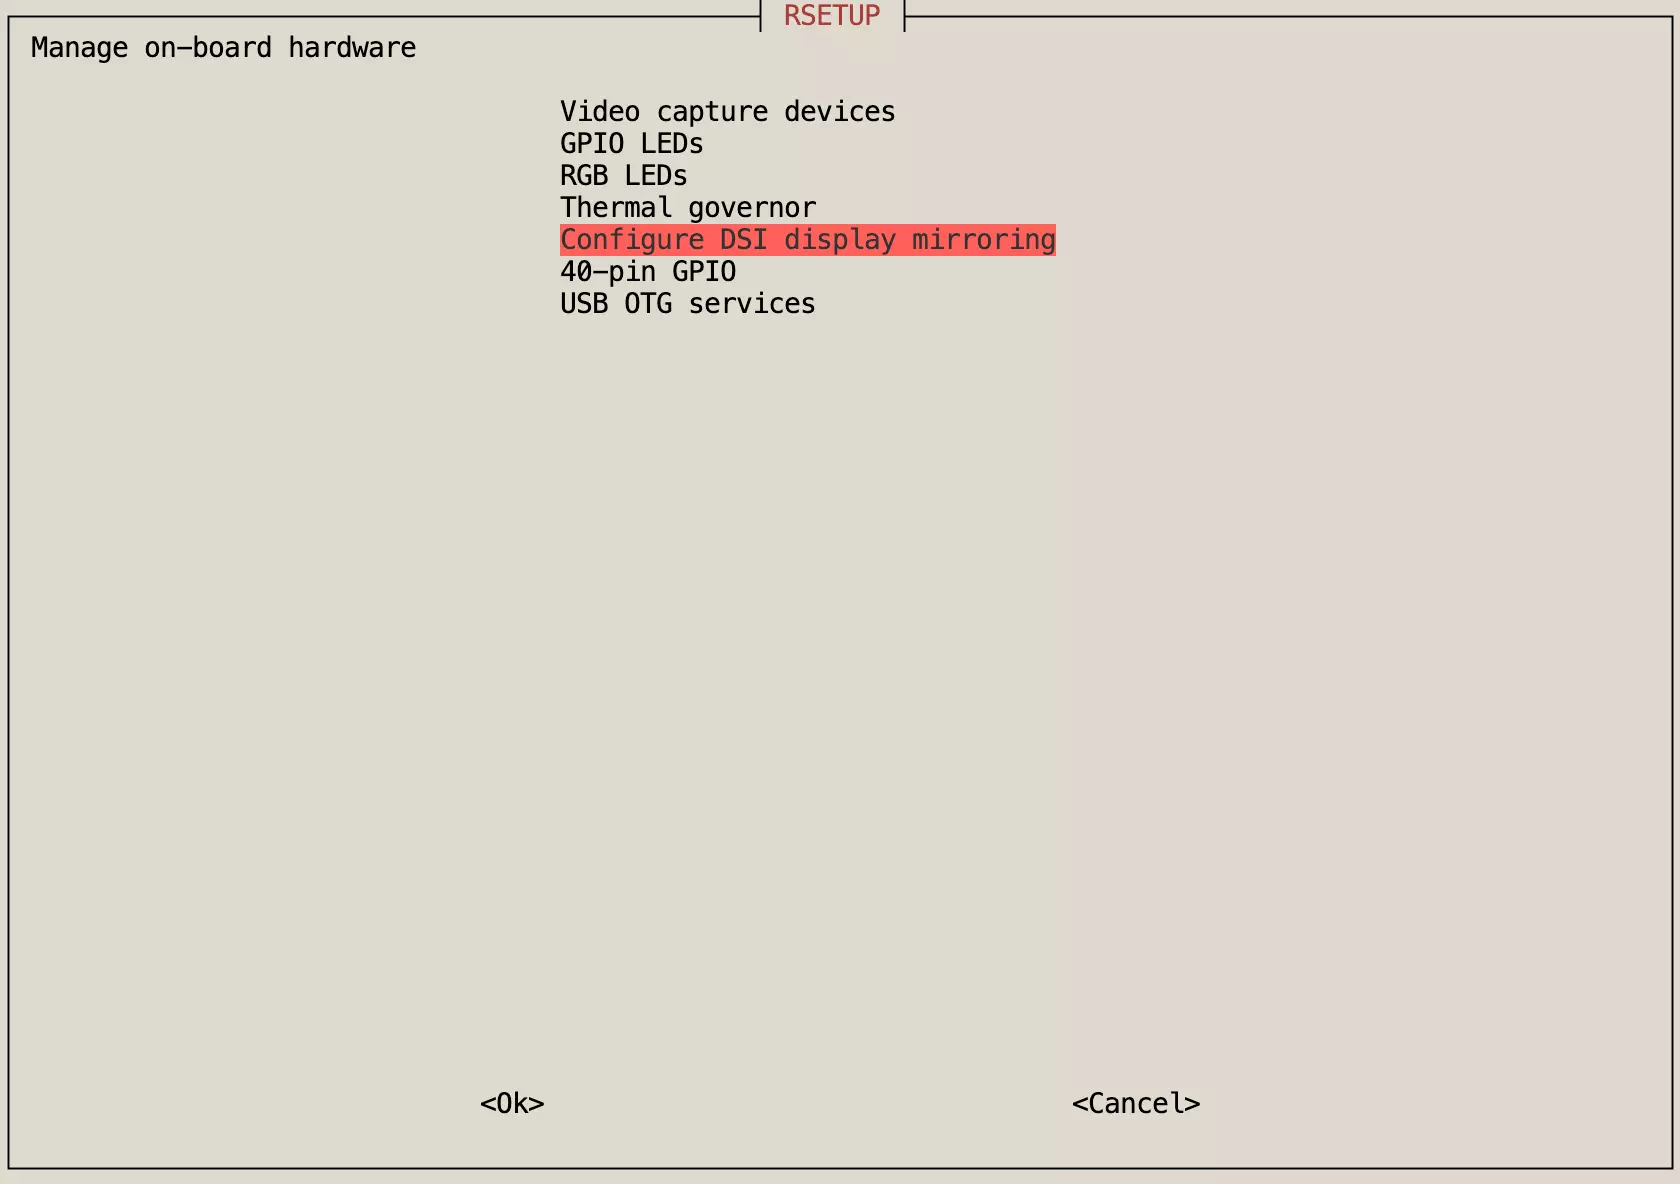 RSETUP
Manage on-board hardware
Video capture devices
GPIO LEDs
RGB LEDs
Thermal governor
Configure DSI display mirroring
40-pin GPIO
USB OTG services
<Ok>
<Cancel>